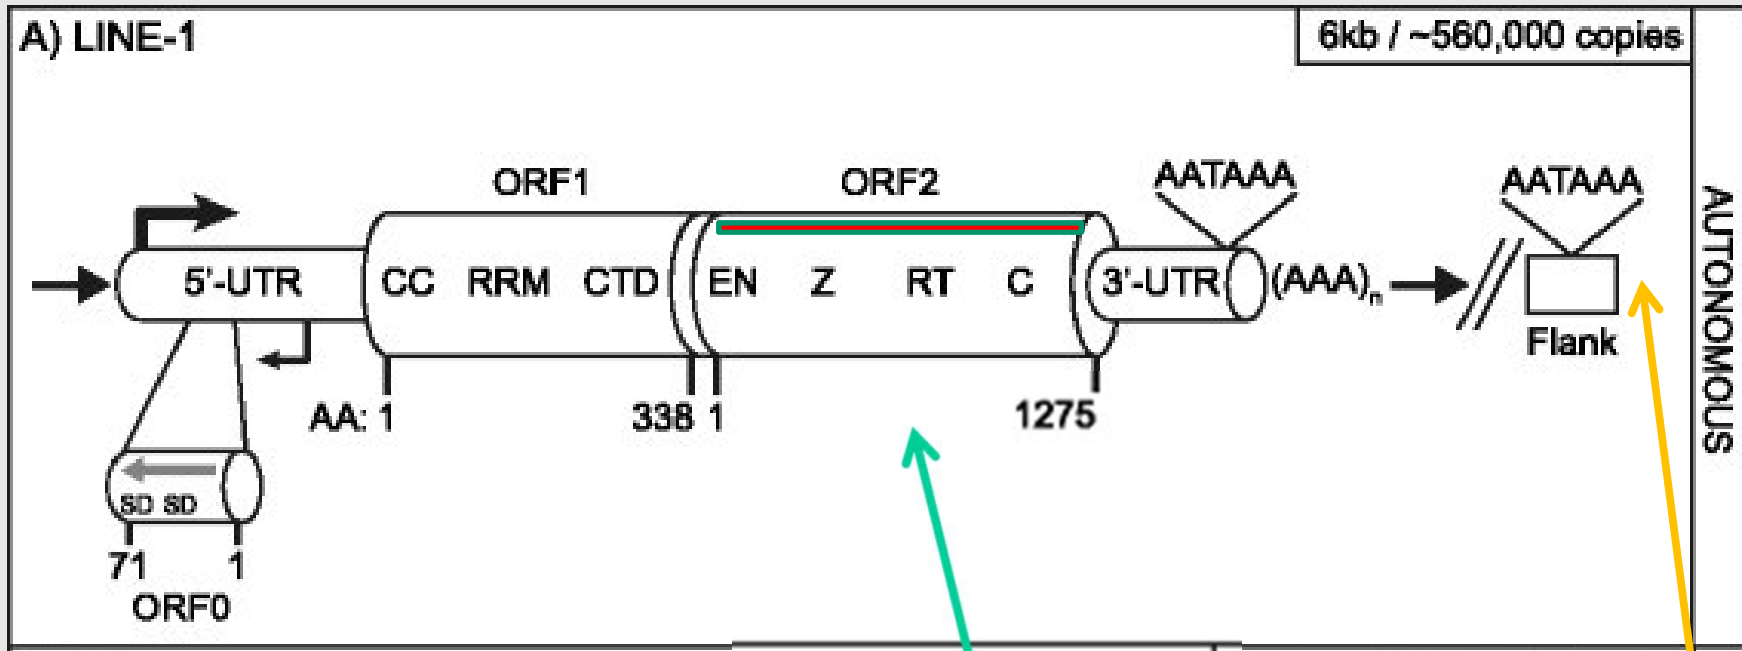 A) LINE-1
6kb / ~560,000 copies
ORF1
ORF2
AATAAA
AATAAA
5'-UTR
CC RRM CTD
EN Z RT C
3'-UTR
(AAA)n
Flank
AA: 1
338 1
1275
SD SD
71 1
ORF0
AUTONOMOUS